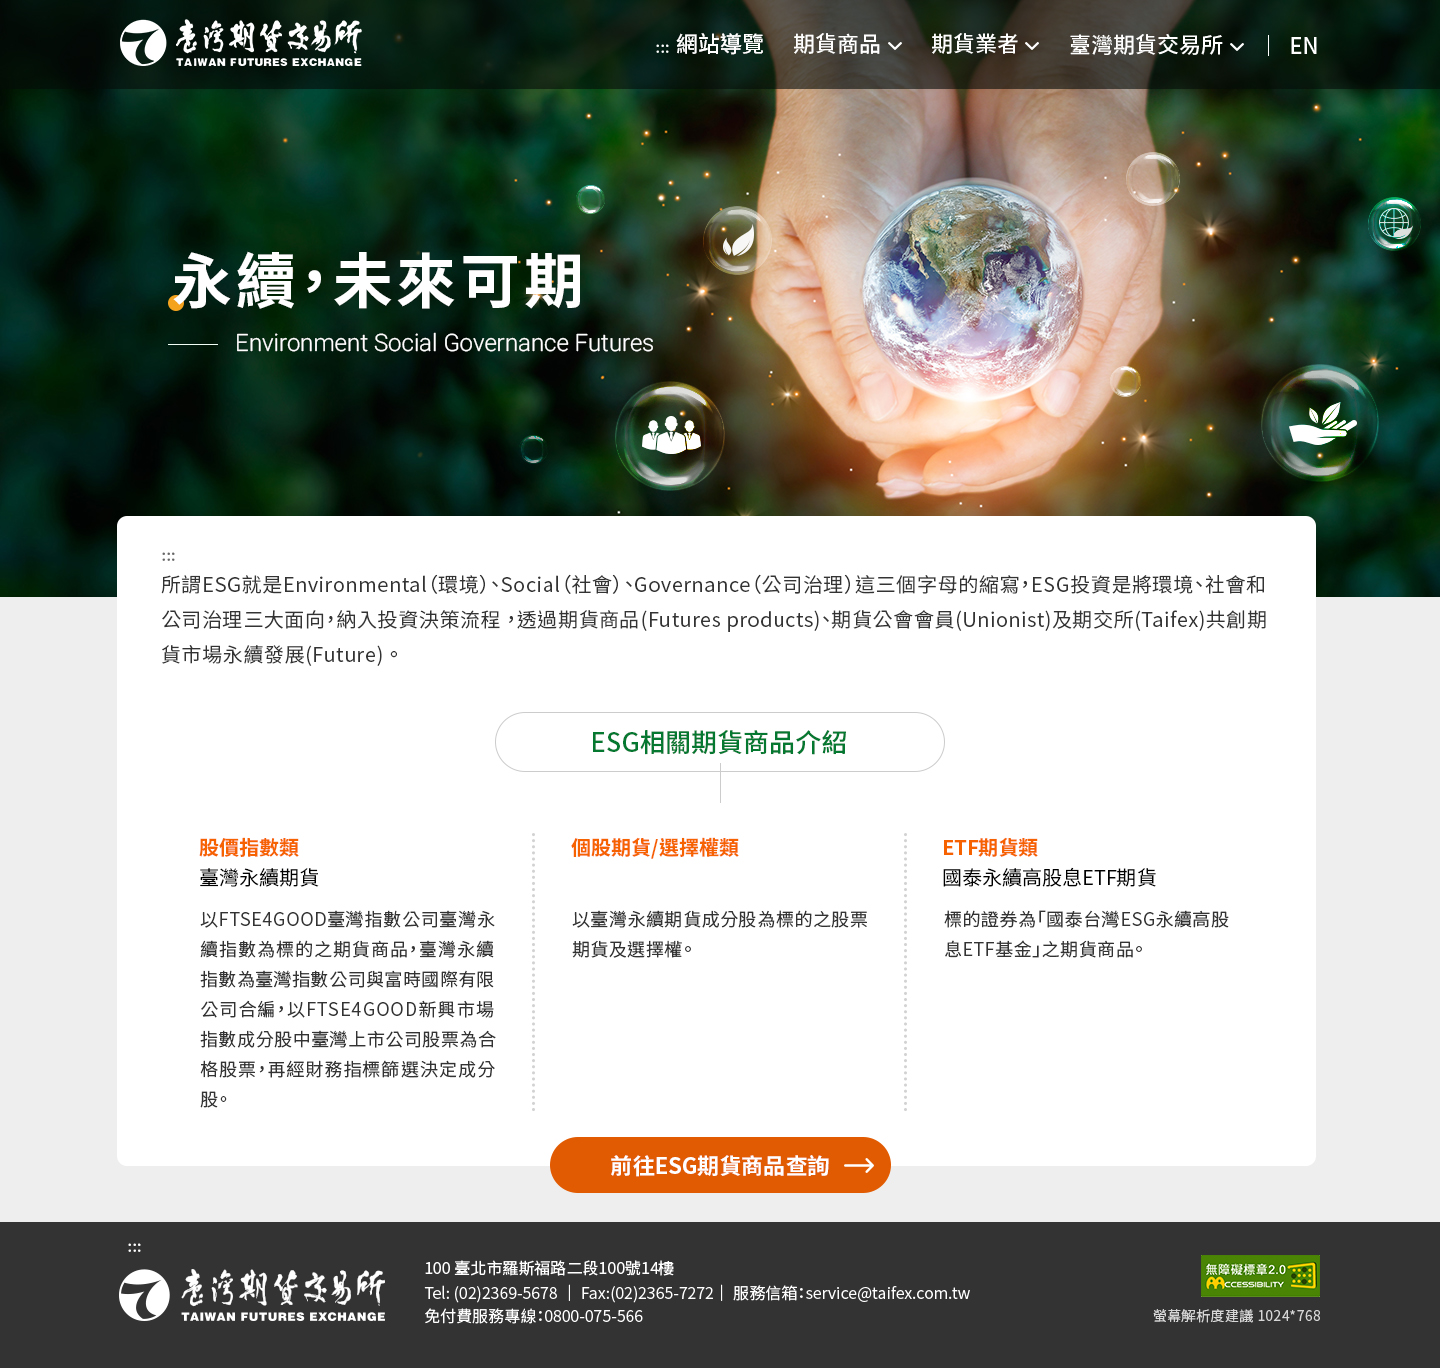 臺灣期貨交易所
TAIWAN FUTURES EXCHANGE
::: 網站導覽 期貨商品 期貨業者 臺灣期貨交易所 | EN
永續，未來可期
Environment Social Governance Futures
:::
所謂ESG就是Environmental（環境）、Social（社會）、Governance（公司治理）這三個字母的縮寫，ESG投資是將環境、社會和
公司治理三大面向，納入投資決策流程 ，透過期貨商品(Futures products)、期貨公會會員(Unionist)及期交所(Taifex)共創期
貨市場永續發展(Future) 。
ESG相關期貨商品介紹
股價指數類
臺灣永續期貨
以FTSE4GOOD臺灣指數公司臺灣永
續指數為標的之期貨商品，臺灣永續
指數為臺灣指數公司與富時國際有限
公司合編，以FTSE4GOOD新興市場
指數成分股中臺灣上市公司股票為合
格股票，再經財務指標篩選決定成分
股。
個股期貨/選擇權類
以臺灣永續期貨成分股為標的之股票
期貨及選擇權。
ETF期貨類
國泰永續高股息ETF期貨
標的證券為「國泰台灣ESG永續高股
息ETF基金」之期貨商品。
前往ESG期貨商品查詢
:::
臺灣期貨交易所
TAIWAN FUTURES EXCHANGE
100 臺北市羅斯福路二段100號14樓
Tel: (02)2369-5678 | Fax:(02)2365-7272 | 服務信箱：service@taifex.com.tw
免付費服務專線：0800-075-566
無障礙標章2.0
ACCESSIBILITY
螢幕解析度建議 1024*768